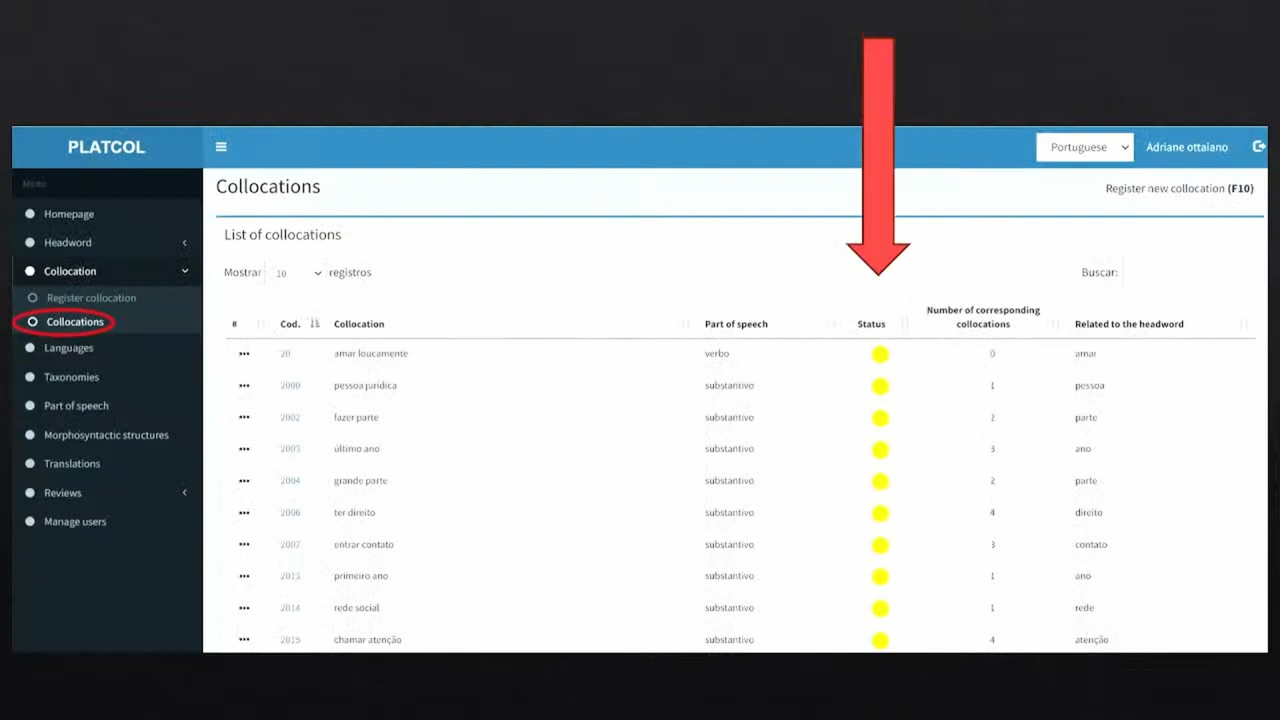 PLATCOL
Portuguese
Adriane ottaiano
Menu
Homepage
Headword
Collocation
Register collocation
Collocations
Languages
Taxonomies
Part of speech
Morphosyntactic structures
Translations
Reviews
Manage users
Collocations
Register new collocation (F10)
List of collocations
Mostrar 10 registros
Buscar:
# Cod. Collocation Part of speech Status Number of corresponding collocations Related to the headword
••• 20 amar loucamente verbo 0 amar
••• 2000 pessoa jurídica substantivo 1 pessoa
••• 2002 fazer parte substantivo 2 parte
••• 2003 último ano substantivo 3 ano
••• 2004 grande parte substantivo 2 parte
••• 2006 ter direito substantivo 4 direito
••• 2007 entrar contato substantivo 3 contato
••• 2013 primeiro ano substantivo 1 ano
••• 2014 rede social substantivo 1 rede
••• 2015 chamar atenção substantivo 4 atenção